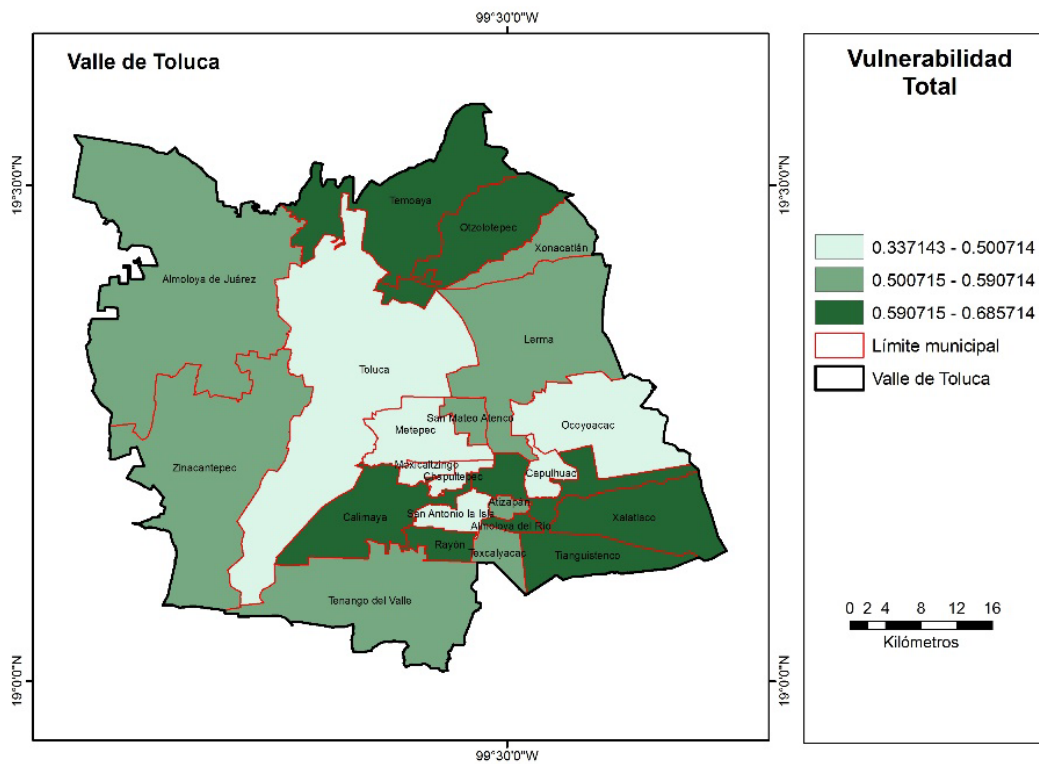 99°30'0"W
Valle de Toluca
19°30'0"N
19°30'0"N
Temoaya
Otzolotepec
Xonacatlán
Almoloya de Juárez
Lerma
Toluca
San Mateo Atenco
Metepec
Ocoyoacac
Zinacantepec
Mexicaltzingo
Chapultepec
Capulhuac
Atizapán
San Antonio la Isla
Calimaya
Almoloya del Río
Xalatlaco
Rayón
Texcalyacac
Tianguistenco
Tenango del Valle
19°0'0"N
19°0'0"N
99°30'0"W
Vulnerabilidad
Total
0.337143 - 0.500714
0.500715 - 0.590714
0.590715 - 0.685714
Límite municipal
Valle de Toluca
0 2 4 8 12 16
Kilómetros